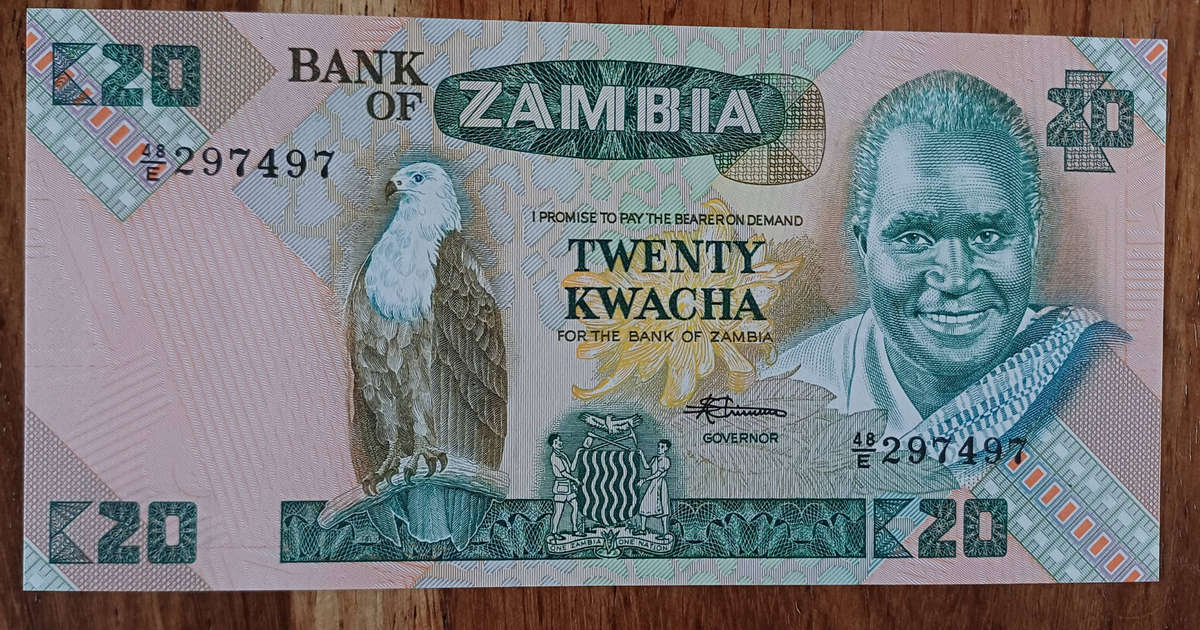 K20
BANK
OF
ZAMBIA
20
48/E 297497
I PROMISE TO PAY THE BEARER ON DEMAND
TWENTY
KWACHA
FOR THE BANK OF ZAMBIA
GOVERNOR
48/E 297497
K20
ONE ZAMBIA ONE NATION
K20